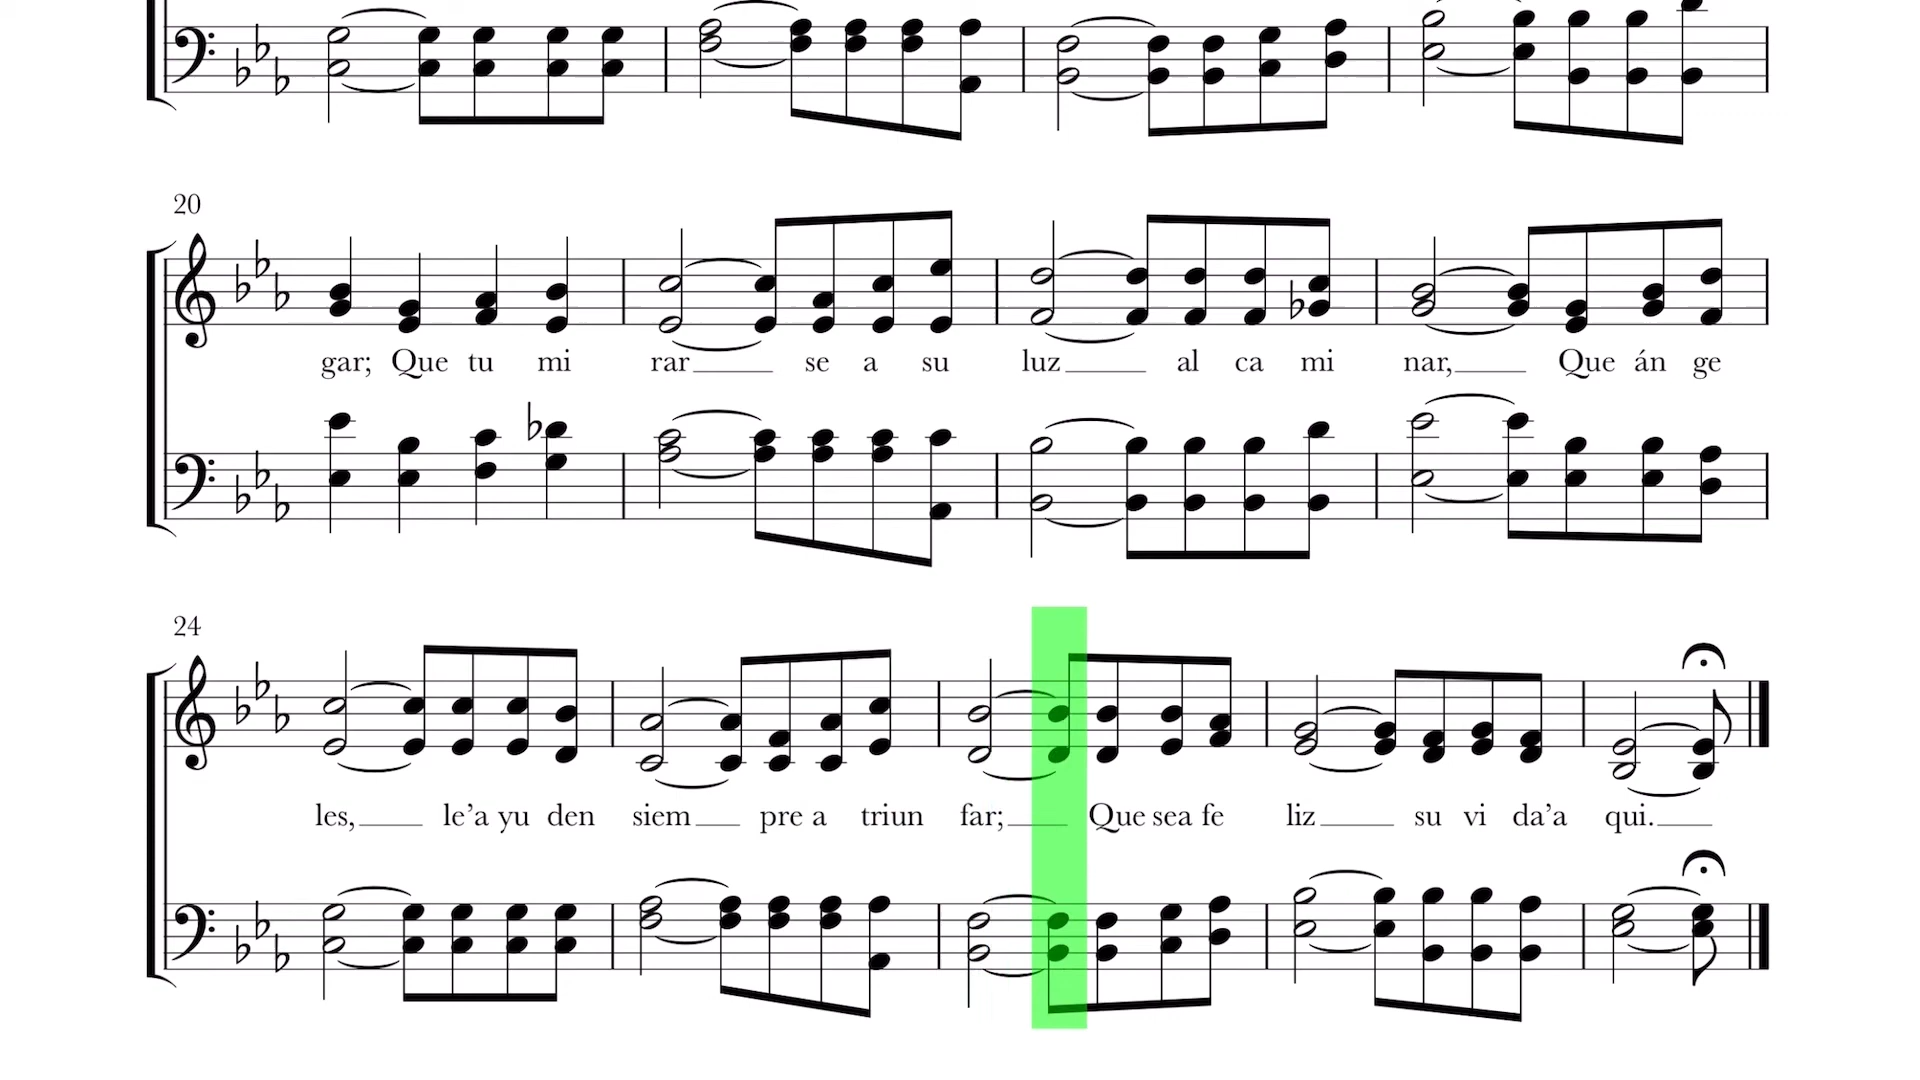 20
gar; Que tu mi rar se a su luz al ca mi nar, Que án ge
24
les, le’a yu den siem pre a triun far; Que sea fe liz su vi da’a qui.